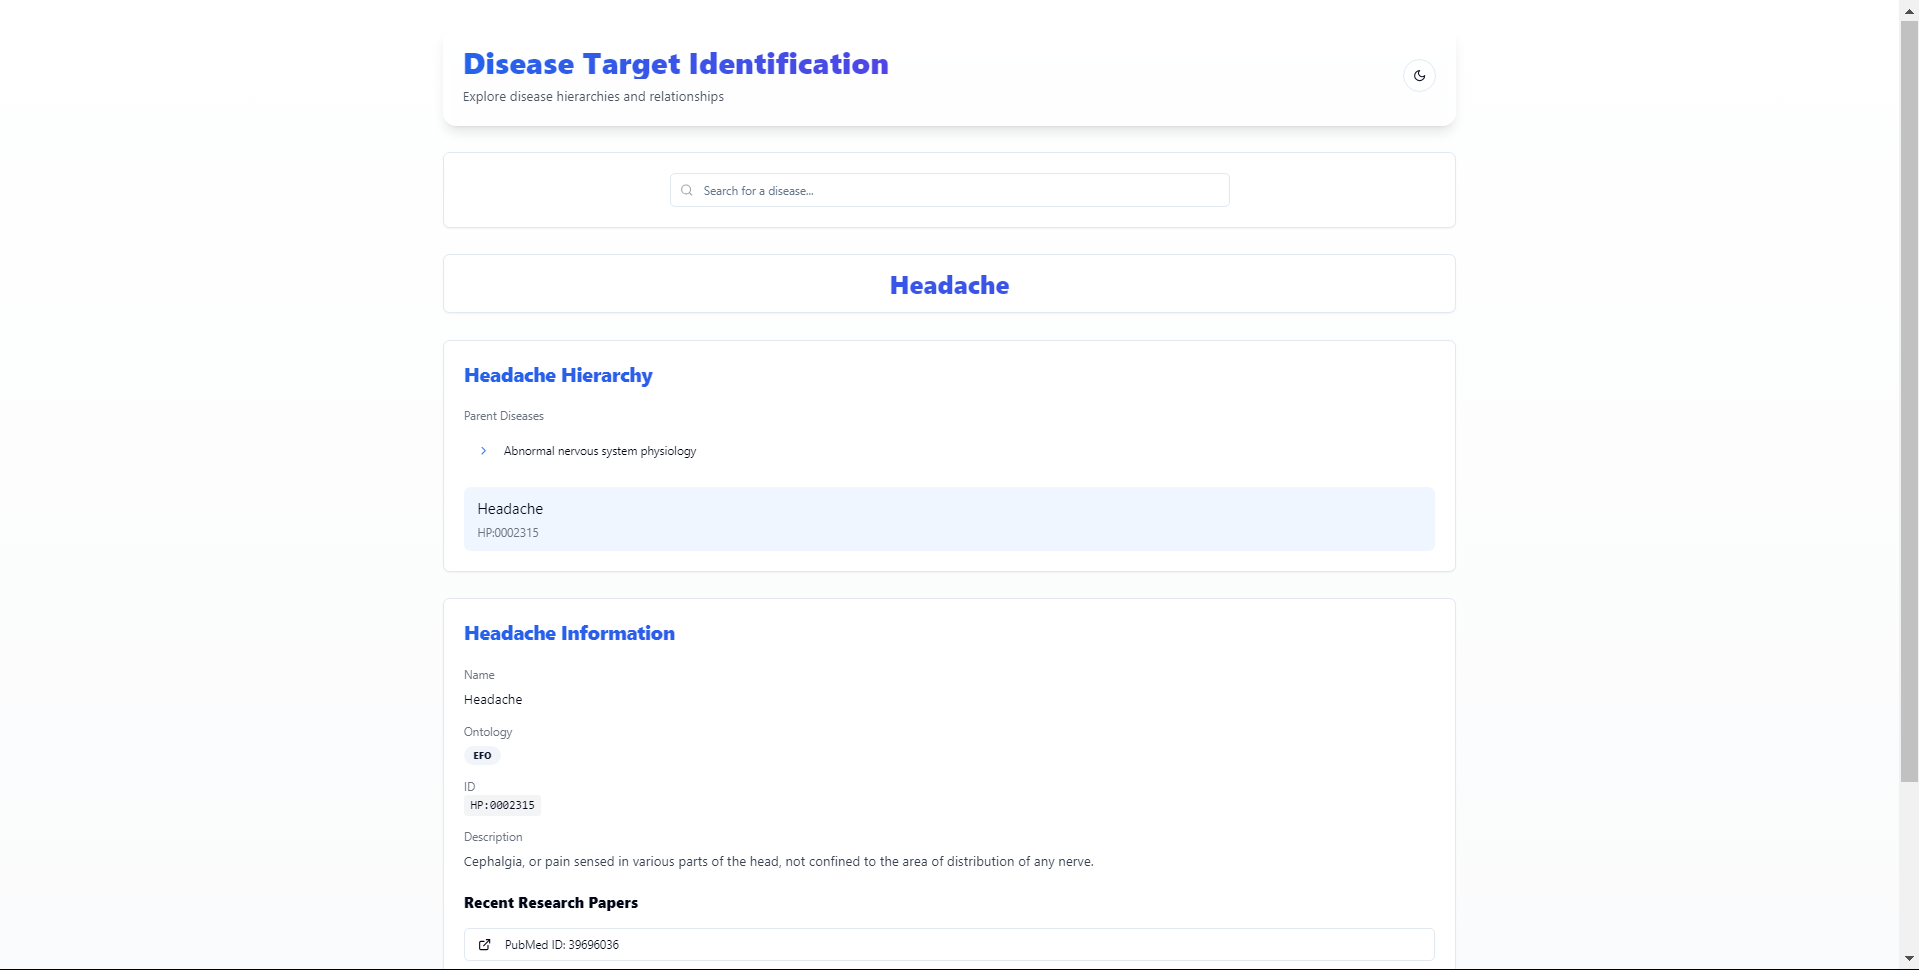 Disease Target Identification
Explore disease hierarchies and relationships
Search for a disease...
Headache
Headache Hierarchy
Parent Diseases
Abnormal nervous system physiology
Headache
HP:0002315
Headache Information
Name
Headache
Ontology
EFO
ID
HP:0002315
Description
Cephalgia, or pain sensed in various parts of the head, not confined to the area of distribution of any nerve.
Recent Research Papers
PubMed ID: 39696036